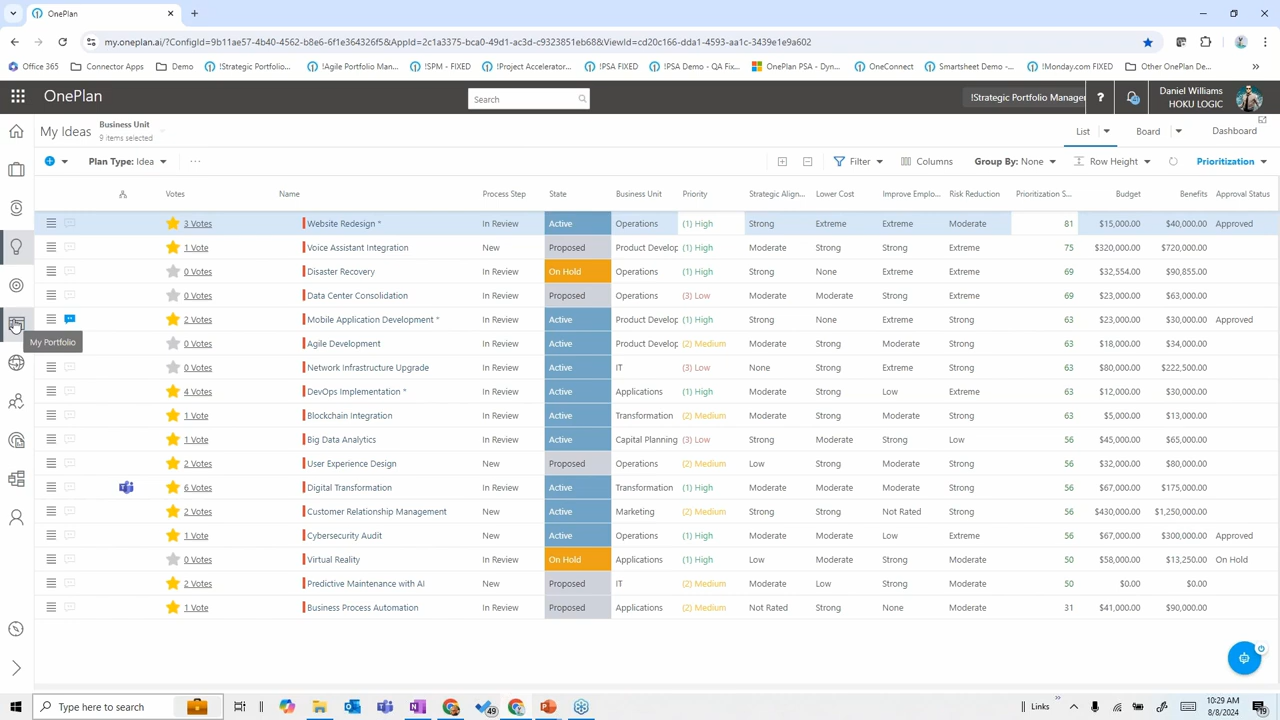 OnePlan
my.oneplan.ai/?ConfigId=9b11ae57-4b40-4562-b8e6-6f1e364326f5&AppId=2c1a3375-bca0-49d1-ac3d-c9323851eb68&ViewId=cd20c166-dda1-4593-aa1c-3439e1e9a602
Office 365 Connector Apps Demo !Strategic Portfolio... !Agile Portfolio Man... !SPM - FIXED !Project Accelerator... !PSA FIXED !PSA Demo - QA Fix... OnePlan PSA - Dyn... OneConnect Smartsheet Demo -... !Monday.com FIXED Other OnePlan De...
OnePlan Search !Strategic Portfolio Manager ? Daniel Williams
HOKU LOGIC
My Ideas Business Unit
9 items selected
List Board Dashboard
Plan Type: Idea ... Filter Columns Group By: None Row Height Prioritization
Votes Name Process Step State Business Unit Priority Strategic Align... Lower Cost Improve Emplo... Risk Reduction Prioritization S... Budget Benefits Approval Status
3 Votes Website Redesign * In Review Active Operations (1) High Strong Extreme Extreme Moderate 81 $15,000.00 $40,000.00 Approved
1 Vote Voice Assistant Integration New Proposed Product Develop (1) High Moderate Strong Strong Extreme 75 $320,000.00 $720,000.00
0 Votes Disaster Recovery In Review On Hold Operations (1) High Strong None Extreme Extreme 69 $32,554.00 $90,855.00
0 Votes Data Center Consolidation In Review Proposed Operations (3) Low Moderate Moderate Strong Extreme 69 $23,000.00 $63,000.00
2 Votes Mobile Application Development * In Review Active Product Develop (1) High Strong Strong Moderate Extreme 63 $23,000.00 $30,000.00 Approved
My Portfolio
0 Votes Agile Development In Review Active Product Develop (2) Medium Extreme Strong Moderate Strong 63 $18,000.00 $34,000.00
0 Votes Network Infrastructure Upgrade In Review Active IT (3) Low None Strong Strong Extreme 63 $80,000.00 $222,500.00
4 Votes DevOps Implementation * In Review Active Applications (1) High Moderate Strong Low Extreme 63 $12,000.00 $30,000.00
1 Vote Blockchain Integration In Review Active Transformation (2) Medium Moderate Strong Moderate Strong 63 $5,000.00 $13,000.00
1 Vote Big Data Analytics In Review Active Capital Planning (3) Low Strong Moderate Strong Low 56 $45,000.00 $65,000.00
2 Votes User Experience Design New Proposed Operations (2) Medium Low Strong Moderate Strong 56 $32,000.00 $80,000.00
6 Votes Digital Transformation In Review Active Transformation (1) High Moderate Moderate Moderate Strong 56 $67,000.00 $175,000.00
2 Votes Customer Relationship Management New Active Marketing (2) Medium Strong Strong Not Rated Strong 56 $430,000.00 $1,250,000.00
1 Vote Cybersecurity Audit New Active Operations (1) High Moderate Moderate Low Extreme 56 $67,000.00 $300,000.00 Approved
0 Votes Virtual Reality In Review On Hold Applications (1) High Low Moderate Strong Moderate 50 $58,000.00 $13,250.00 On Hold
2 Votes Predictive Maintenance with AI New Proposed IT (2) Medium Moderate Low Strong Moderate 50 $0.00 $0.00
1 Vote Business Process Automation In Review Proposed Applications (2) Medium Not Rated Strong None Moderate 31 $41,000.00 $90,000.00
Type here to search 49 Links 10:29 AM
8/8/2024 19